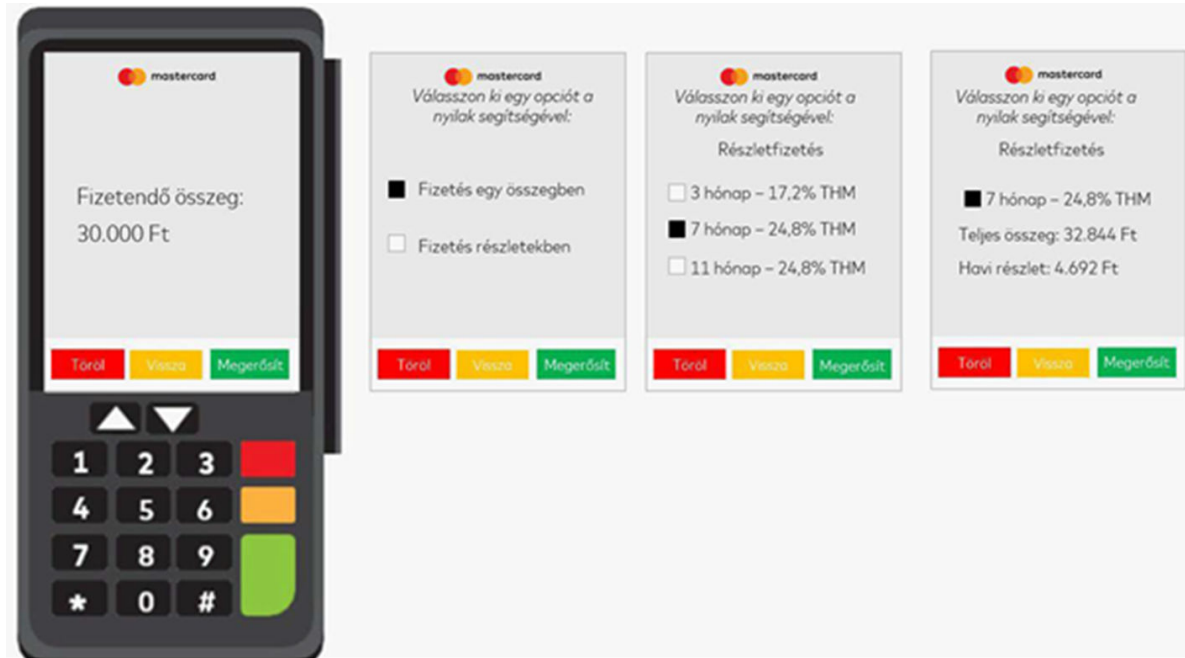 mastercard
Fizetendő összeg:
30.000 Ft
Töröl Vissza Megerősít
1 2 3
4 5 6
7 8 9
* 0 #
mastercard
Válasszon ki egy opciót a
nyilak segítségével:
Fizetés egy összegben
Fizetés részletekben
Töröl Vissza Megerősít
mastercard
Válasszon ki egy opciót a
nyilak segítségével:
Részletfizetés
3 hónap – 17,2% THM
7 hónap – 24,8% THM
11 hónap – 24,8% THM
Töröl Vissza Megerősít
mastercard
Válasszon ki egy opciót a
nyilak segítségével:
Részletfizetés
7 hónap – 24,8% THM
Teljes összeg: 32.844 Ft
Havi részlet: 4.692 Ft
Töröl Vissza Megerősít